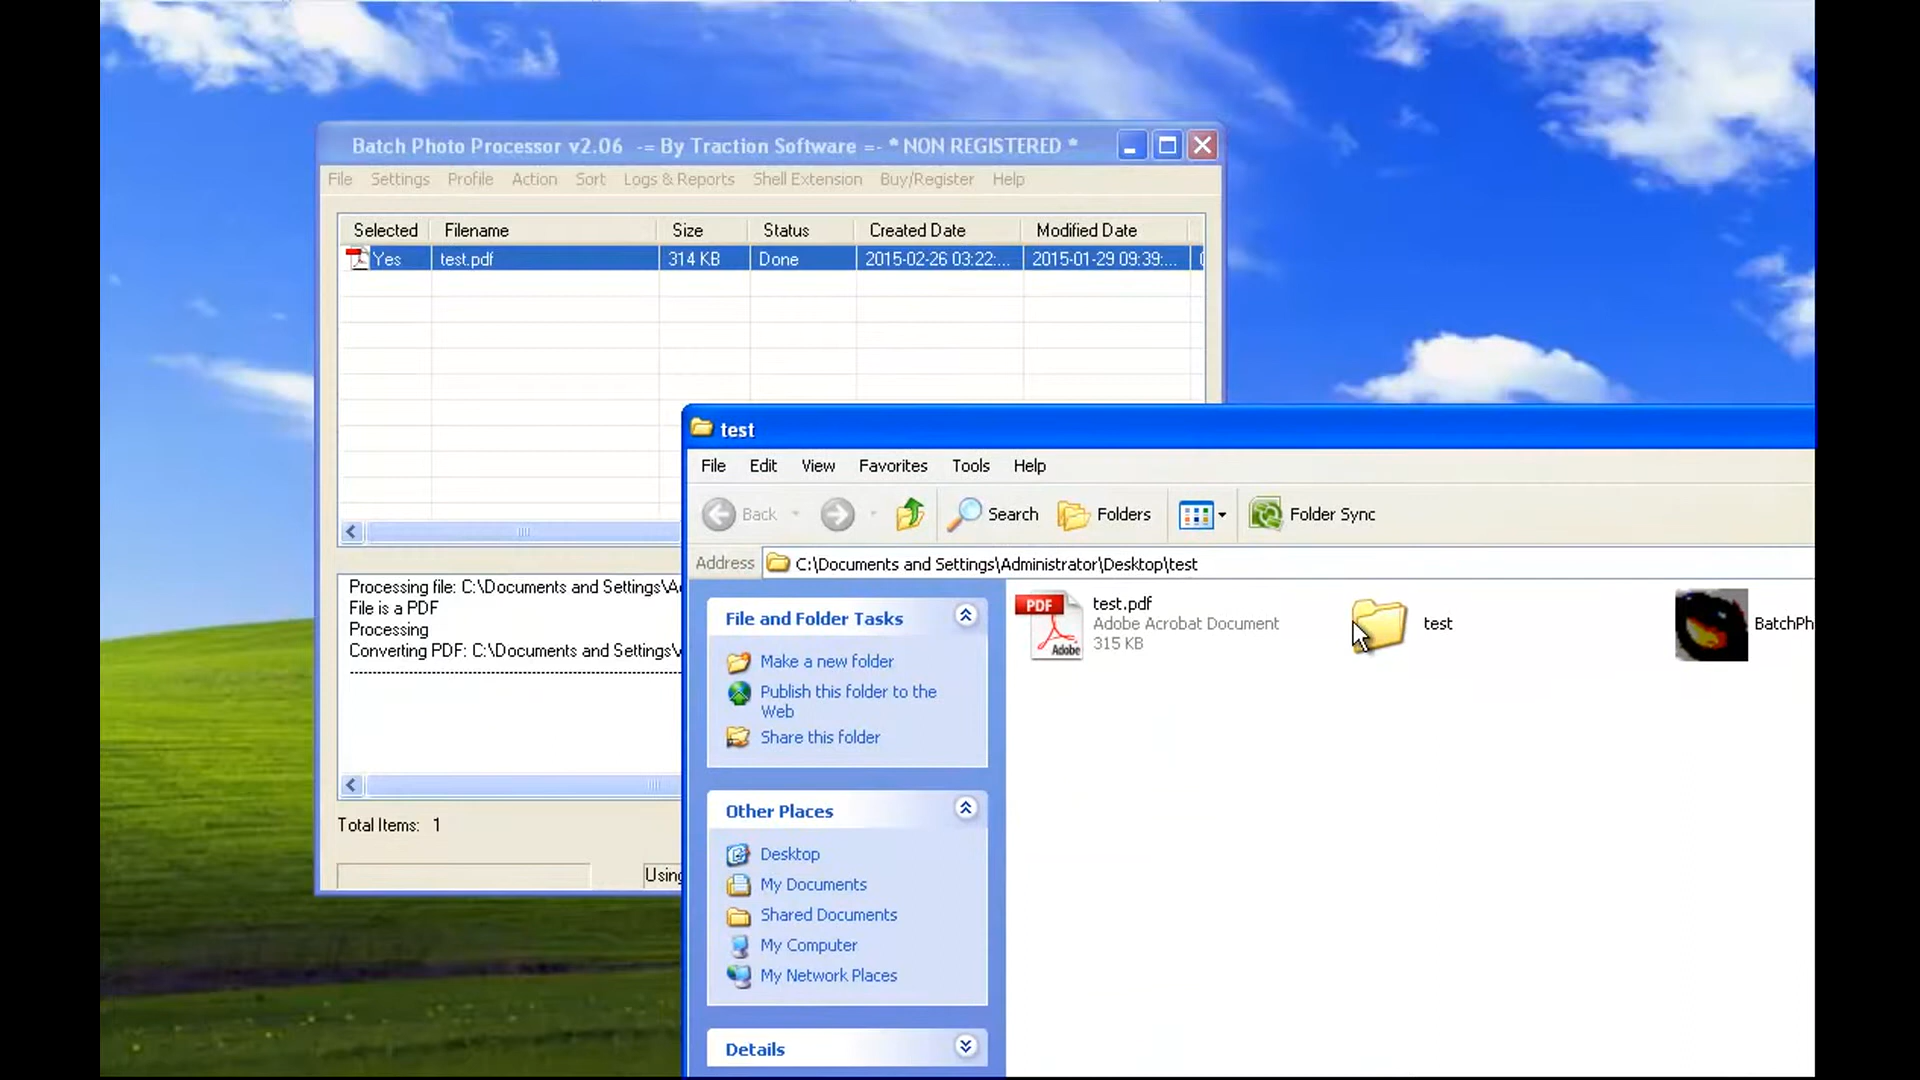 Batch Photo Processor v2.06 -= By Traction Software =- * NON REGISTERED *
File Settings Profile Action Sort Logs & Reports Shell Extension Buy/Register Help
Selected Filename Size Status Created Date Modified Date
Yes test.pdf 314 KB Done 2015-02-26 03:22:... 2015-01-29 09:39:...
Processing file: C:\Documents and Settings\A
File is a PDF
Processing
Converting PDF: C:\Documents and Settings\
--------------------------------------------------------------
Total Items: 1
Using
test
File Edit View Favorites Tools Help
Back Search Folders Folder Sync
Address C:\Documents and Settings\Administrator\Desktop\test
File and Folder Tasks
Make a new folder
Publish this folder to the
Web
Share this folder
Other Places
Desktop
My Documents
Shared Documents
My Computer
My Network Places
Details
PDF
Adobe
test.pdf
Adobe Acrobat Document
315 KB
test
BatchPh